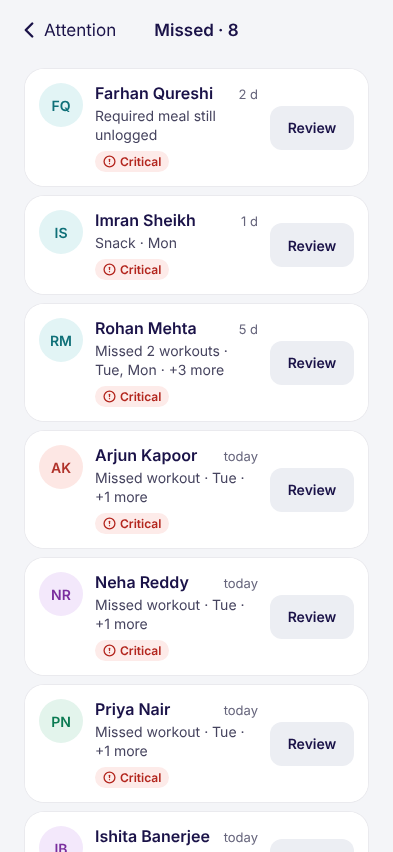 Attention
Missed · 8
FQ
Farhan Qureshi
2 d
Required meal still
unlogged
Critical
Review
IS
Imran Sheikh
1 d
Snack · Mon
Critical
Review
RM
Rohan Mehta
5 d
Missed 2 workouts ·
Tue, Mon · +3 more
Critical
Review
AK
Arjun Kapoor
today
Missed workout · Tue ·
+1 more
Critical
Review
NR
Neha Reddy
today
Missed workout · Tue ·
+1 more
Critical
Review
PN
Priya Nair
today
Missed workout · Tue ·
+1 more
Critical
Review
IB
Ishita Banerjee
today